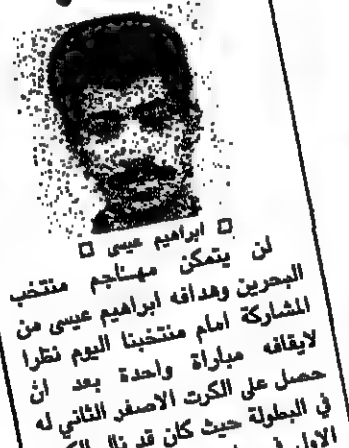 □ ابراهيم عيسى □
لن يتمكن مهاجم منتخب
البحرين وهدافه ابراهيم عيسى من
المشاركة امام منتخبنا اليوم نظرا
لايقافه مباراة واحدة بعد ان
حصل على الكرت الاصفر الثاني له
في البطولة حيث كان قد نال